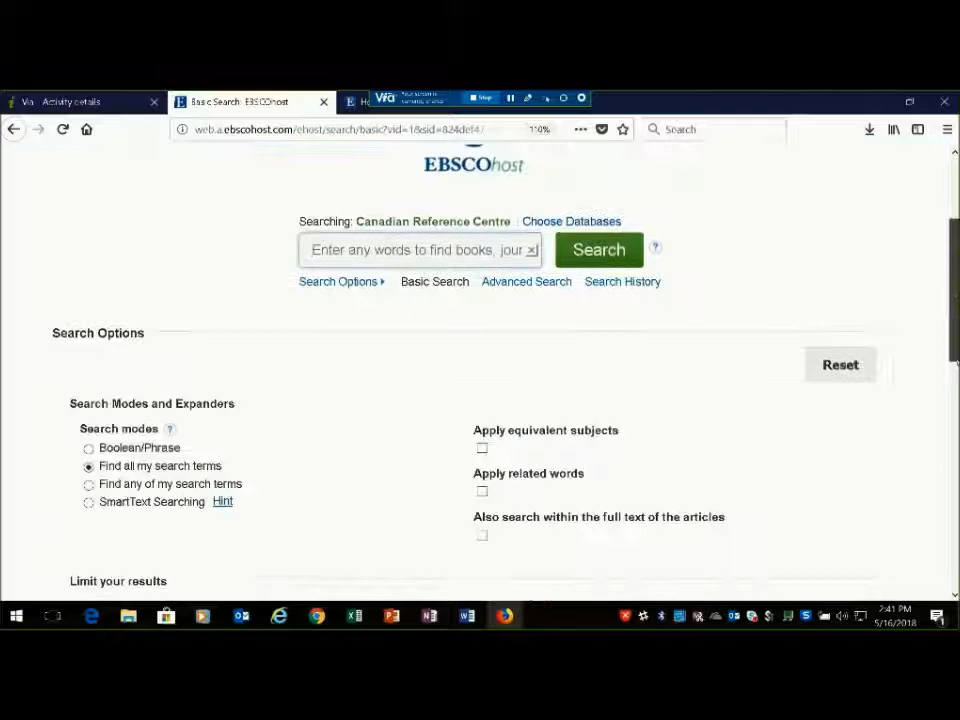 Via Activity details
Basic Search: EBSCOhost
Via
Stop
web.a.ebscohost.com/ehost/search/basic?vid=1&sid=824def47
110%
Search
EBSCOhost
Searching: Canadian Reference Centre Choose Databases
Enter any words to find books, jour
Search
?
Search Options Basic Search Advanced Search Search History
Search Options
Reset
Search Modes and Expanders
Search modes ?
Boolean/Phrase
Find all my search terms
Find any of my search terms
SmartText Searching Hint
Apply equivalent subjects
Apply related words
Also search within the full text of the articles
Limit your results
2:41 PM
5/16/2018